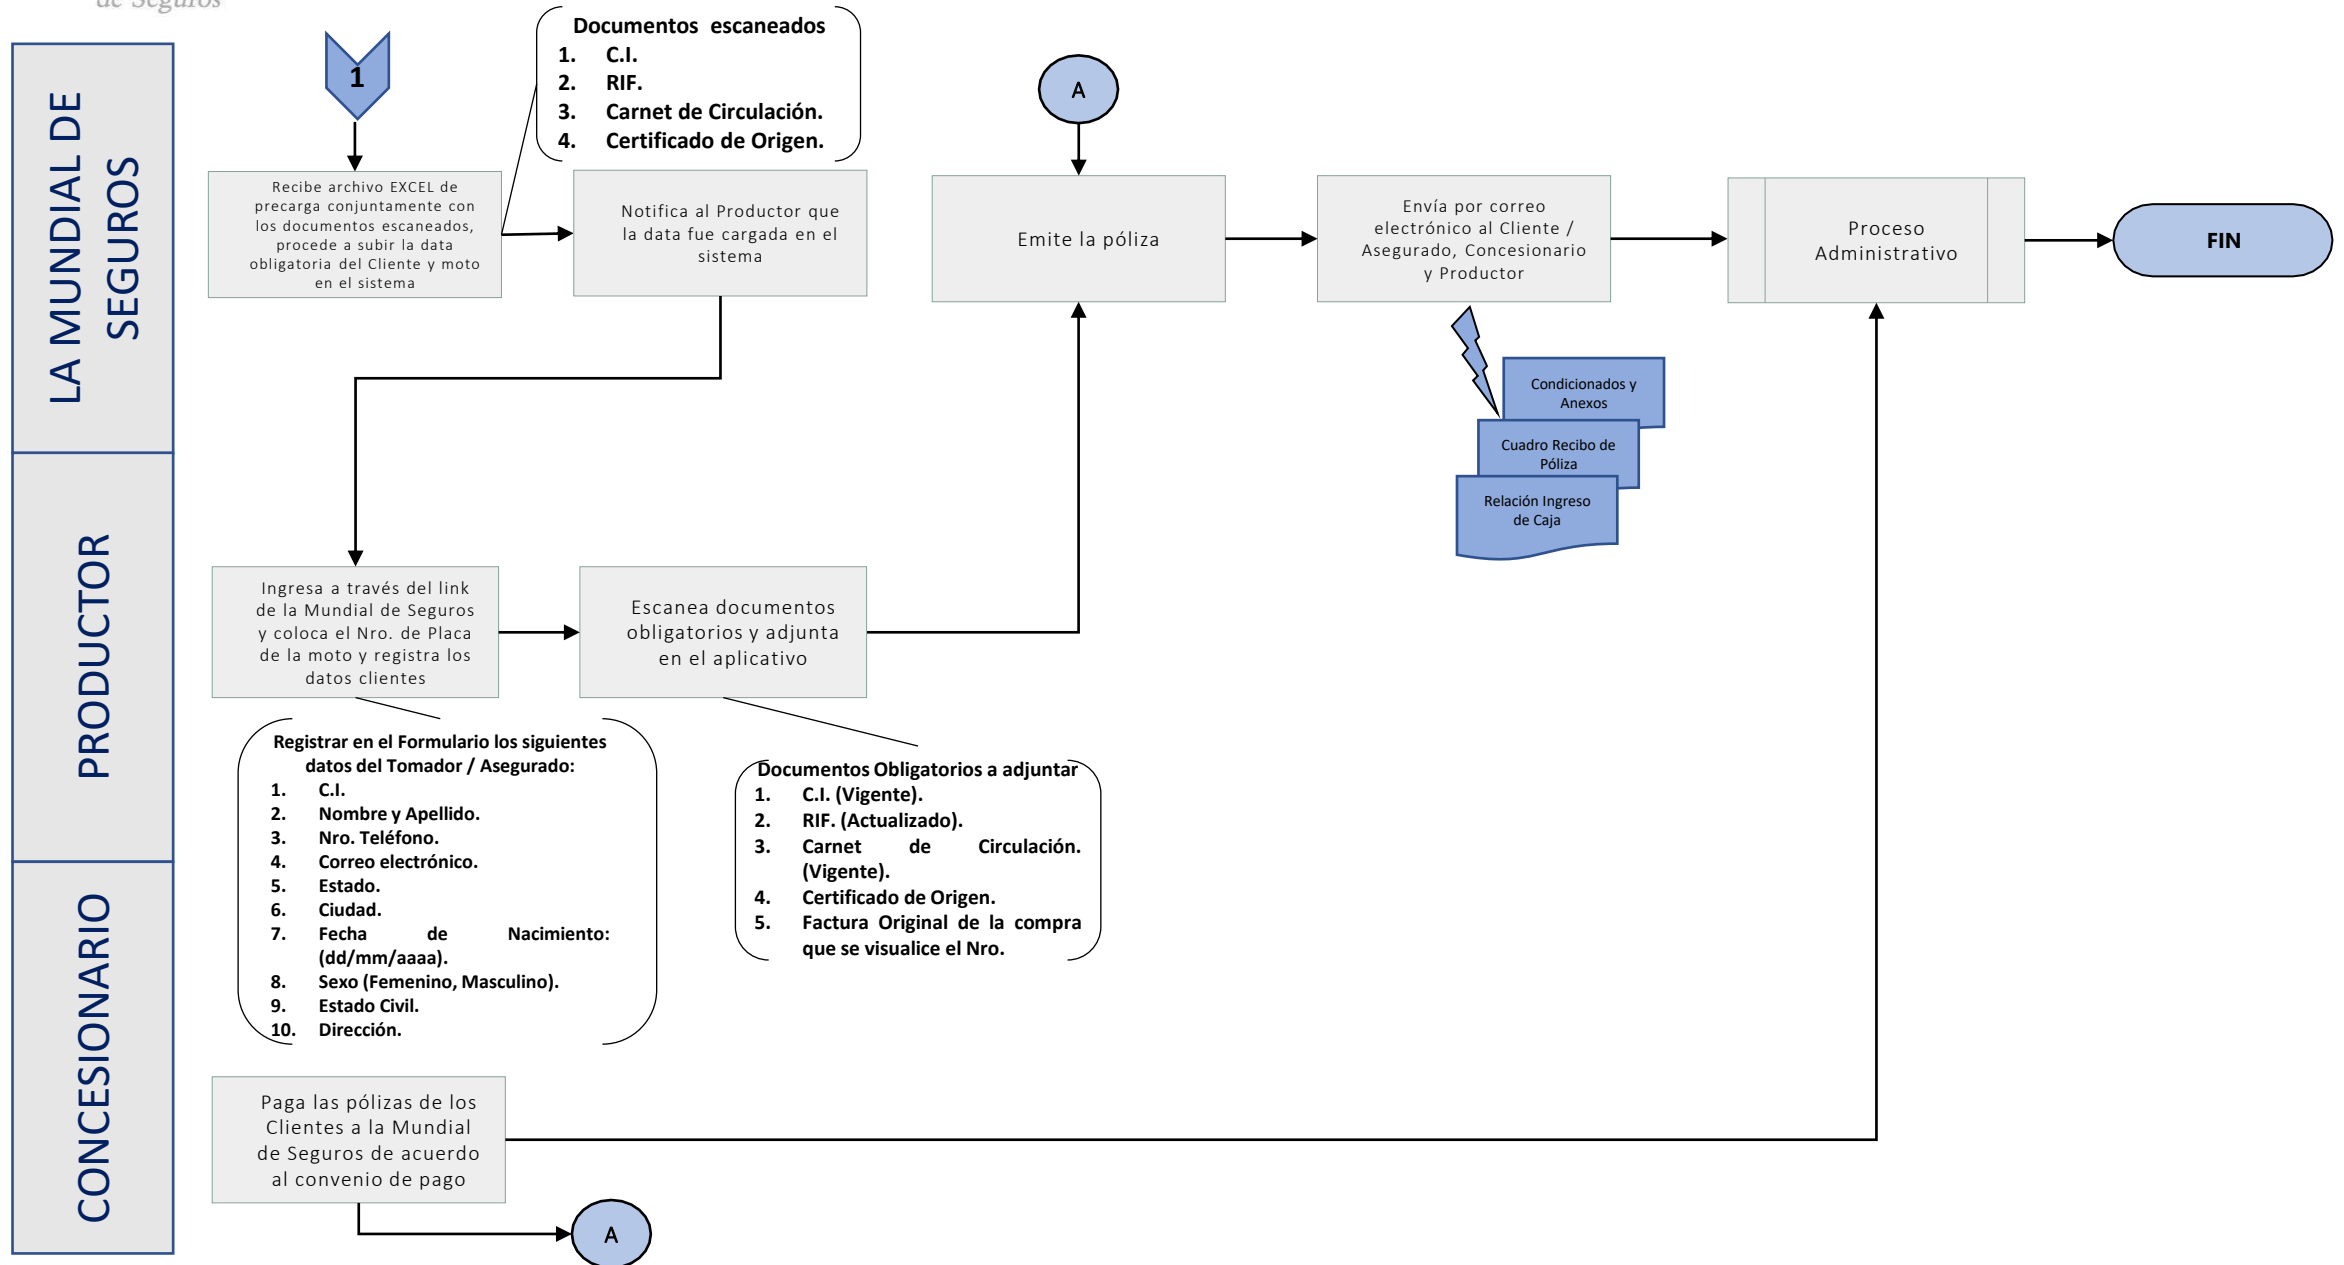 de Seguros
LA MUNDIAL DE
SEGUROS
PRODUCTOR
CONCESIONARIO
1
Documentos escaneados
1. C.I.
2. RIF.
3. Carnet de Circulación.
4. Certificado de Origen.
A
Recibe archivo EXCEL de
precarga conjuntamente con
los documentos escaneados,
procede a subir la data
obligatoria del Cliente y moto
en el sistema
Notifica al Productor que
la data fue cargada en el
sistema
Emite la póliza
Envía por correo
electrónico al Cliente /
Asegurado, Concesionario
y Productor
Proceso
Administrativo
FIN
Condicionados y
Anexos
Cuadro Recibo de
Póliza
Relación Ingreso
de Caja
Ingresa a través del link
de la Mundial de Seguros
y coloca el Nro. de Placa
de la moto y registra los
datos clientes
Escanea documentos
obligatorios y adjunta
en el aplicativo
Registrar en el Formulario los siguientes
datos del Tomador / Asegurado:
1. C.I.
2. Nombre y Apellido.
3. Nro. Teléfono.
4. Correo electrónico.
5. Estado.
6. Ciudad.
7. Fecha de Nacimiento:
(dd/mm/aaaa).
8. Sexo (Femenino, Masculino).
9. Estado Civil.
10. Dirección.
Documentos Obligatorios a adjuntar
1. C.I. (Vigente).
2. RIF. (Actualizado).
3. Carnet de Circulación.
(Vigente).
4. Certificado de Origen.
5. Factura Original de la compra
que se visualice el Nro.
Paga las pólizas de los
Clientes a la Mundial
de Seguros de acuerdo
al convenio de pago
A